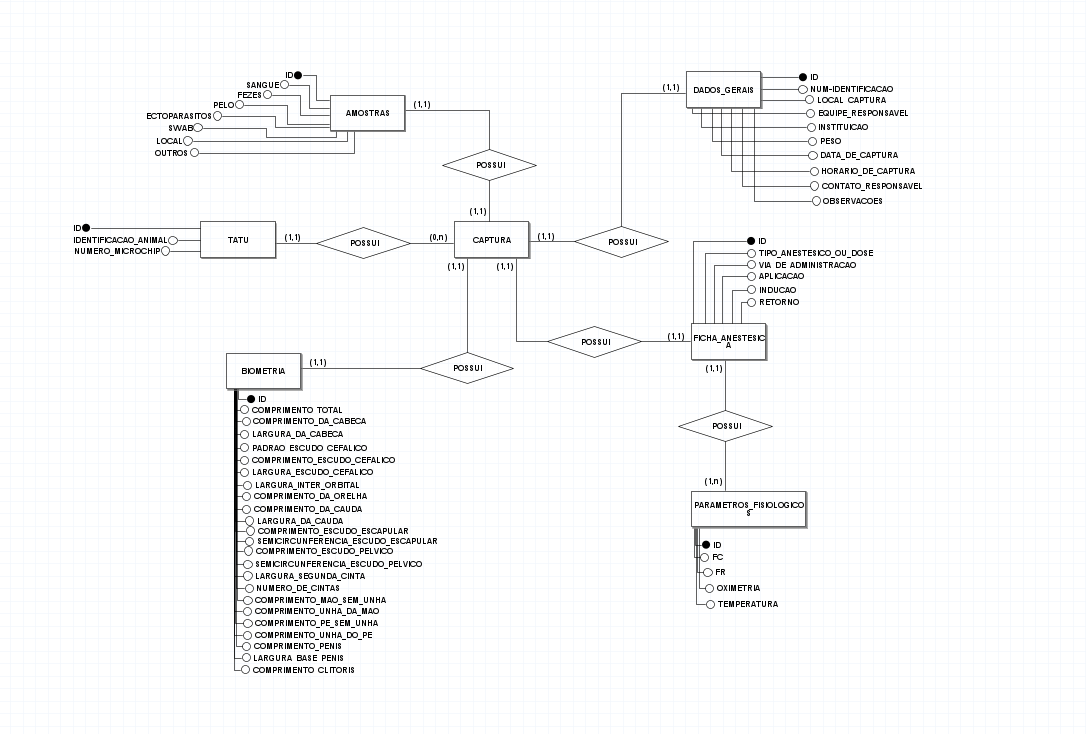 ID
SANGUE
FEZES
PELO
ECTOPARASITOS
SWAB
LOCAL
OUTROS
AMOSTRAS
(1,1)
POSSUI
(1,1)
DADOS_GERAIS
(1,1)
ID
NUM-IDENTIFICACAO
LOCAL CAPTURA
EQUIPE_RESPONSAVEL
INSTITUICAO
PESO
DATA_DE_CAPTURA
HORARIO_DE_CAPTURA
CONTATO_RESPONSAVEL
OBSERVACOES
ID
IDENTIFICACAO_ANIMAL
NUMERO_MICROCHIP
TATU
(1,1)
POSSUI
(0,n)
CAPTURA
(1,1)
POSSUI
(1,1)
(1,1)
ID
TIPO_ANESTESICO_OU_DOSE
VIA DE ADMINISTRACAO
APLICACAO
INDUCAO
RETORNO
POSSUI
(1,1)
FICHA_ANESTESIC
A
(1,1)
POSSUI
(1,n)
PARAMETROS_FISIOLOGICO
S
ID
FC
FR
OXIMETRIA
TEMPERATURA
BIOMETRIA
(1,1)
POSSUI
ID
COMPRIMENTO TOTAL
COMPRIMENTO_DA_CABECA
LARGURA_DA_CABECA
PADRAO ESCUDO CEFALICO
COMPRIMENTO_ESCUDO_CEFALICO
LARGURA_ESCUDO_CEFALICO
LARGURA_INTER_ORBITAL
COMPRIMENTO_DA_ORELHA
COMPRIMENTO_DA_CAUDA
LARGURA_DA_CAUDA
COMPRIMENTO_ESCUDO_ESCAPULAR
SEMICIRCUNFERENCIA_ESCUDO_ESCAPULAR
COMPRIMENTO_ESCUDO_PELVICO
SEMICIRCUNFERENCIA_ESCUDO_PELVICO
LARGURA_SEGUNDA_CINTA
NUMERO_DE_CINTAS
COMPRIMENTO_MAO_SEM_UNHA
COMPRIMENTO_UNHA_DA_MAO
COMPRIMENTO_PE_SEM_UNHA
COMPRIMENTO_UNHA_DO_PE
COMPRIMENTO_PENIS
LARGURA BASE PENIS
COMPRIMENTO CLITORIS